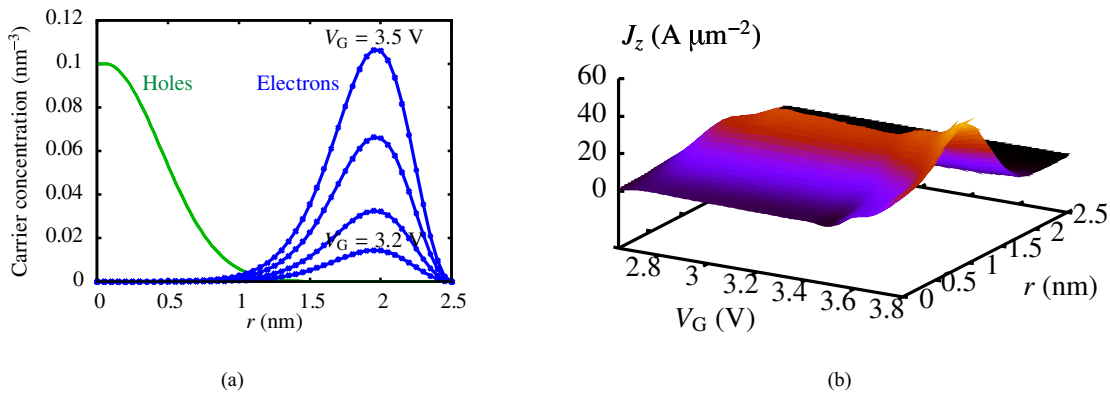 0.12
0.1
0.08
0.06
0.04
0.02
0
Carrier concentration (nm⁻³)
V_G = 3.5 V
Holes
Electrons
V_G = 3.2 V
0 0.5 1 1.5 2 2.5
r (nm)
(a)
J_z (A μm⁻²)
60
40
20
0
2.8 3 3.2 3.4 3.6 3.8
V_G (V)
0 0.5 1 1.5 2 2.5
r (nm)
(b)